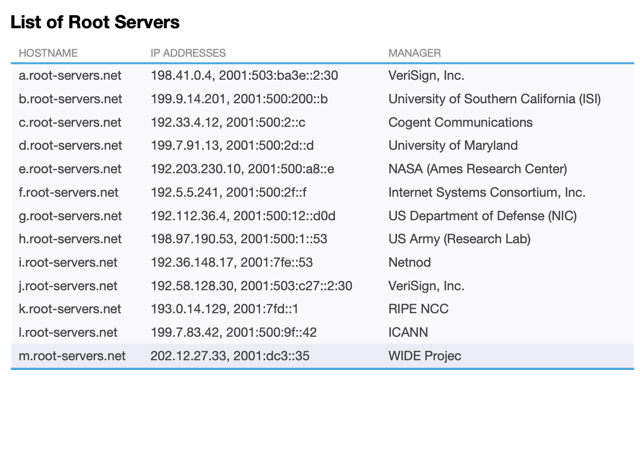 List of Root Servers
HOSTNAME IP ADDRESSES MANAGER
a.root-servers.net 198.41.0.4, 2001:503:ba3e::2:30 VeriSign, Inc.
b.root-servers.net 199.9.14.201, 2001:500:200::b University of Southern California (ISI)
c.root-servers.net 192.33.4.12, 2001:500:2::c Cogent Communications
d.root-servers.net 199.7.91.13, 2001:500:2d::d University of Maryland
e.root-servers.net 192.203.230.10, 2001:500:a8::e NASA (Ames Research Center)
f.root-servers.net 192.5.5.241, 2001:500:2f::f Internet Systems Consortium, Inc.
g.root-servers.net 192.112.36.4, 2001:500:12::d0d US Department of Defense (NIC)
h.root-servers.net 198.97.190.53, 2001:500:1::53 US Army (Research Lab)
i.root-servers.net 192.36.148.17, 2001:7fe::53 Netnod
j.root-servers.net 192.58.128.30, 2001:503:c27::2:30 VeriSign, Inc.
k.root-servers.net 193.0.14.129, 2001:7fd::1 RIPE NCC
l.root-servers.net 199.7.83.42, 2001:500:9f::42 ICANN
m.root-servers.net 202.12.27.33, 2001:dc3::35 WIDE Projec